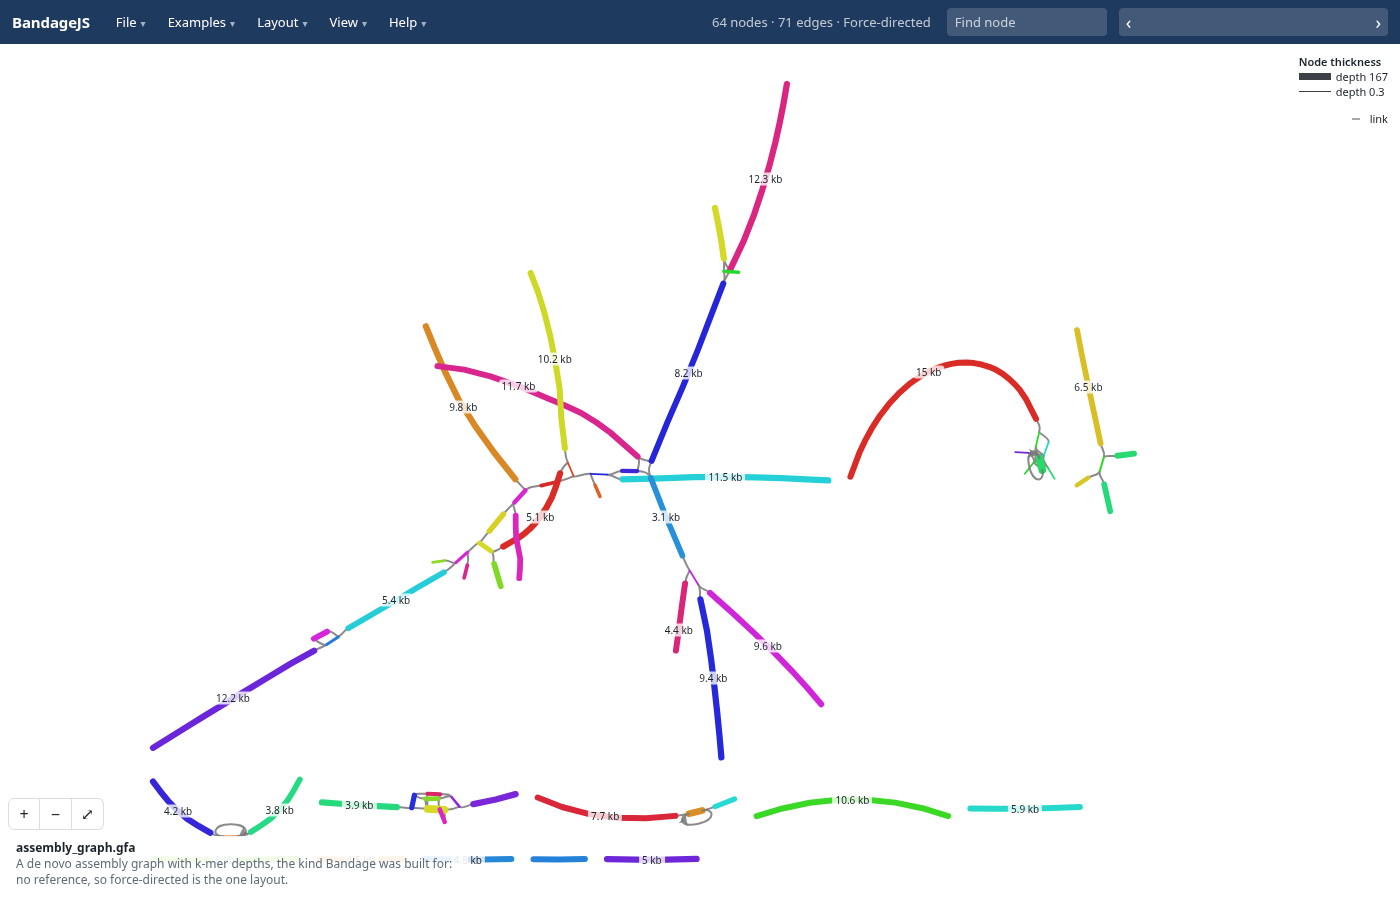 BandageJS File Examples Layout View Help 64 nodes · 71 edges · Force-directed Find node ‹ ›
Node thickness
depth 167
depth 0.3
link
12.3 kb
10.2 kb
8.2 kb
15 kb
11.7 kb
6.5 kb
9.8 kb
11.5 kb
5.1 kb
3.1 kb
5.4 kb
4.4 kb
9.6 kb
9.4 kb
12.2 kb
4.2 kb
3.8 kb
3.9 kb
7.7 kb
10.6 kb
5.9 kb
+ − ⤢
assembly_graph.gfa
A de novo assembly graph with k-mer depths, the kind Bandage was built for:
no reference, so force-directed is the one layout.
kb
5 kb